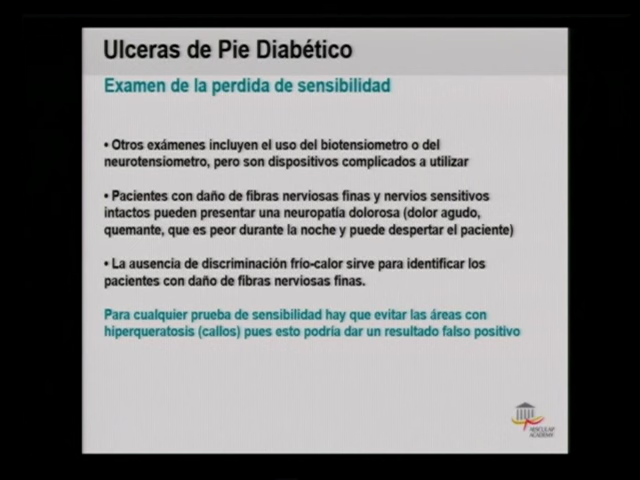 Ulceras de Pie Diabético
Examen de la perdida de sensibilidad
• Otros exámenes incluyen el uso del biotensiometro o del
neurotensiometro, pero son dispositivos complicados a utilizar
• Pacientes con daño de fibras nerviosas finas y nervios sensitivos
intactos pueden presentar una neuropatía dolorosa (dolor agudo,
quemante, que es peor durante la noche y puede despertar el paciente)
• La ausencia de discriminación frío-calor sirve para identificar los
pacientes con daño de fibras nerviosas finas.
Para cualquier prueba de sensibilidad hay que evitar las áreas con
hiperqueratosis (callos) pues esto podría dar un resultado falso positivo
AESCULAP
ACADEMY